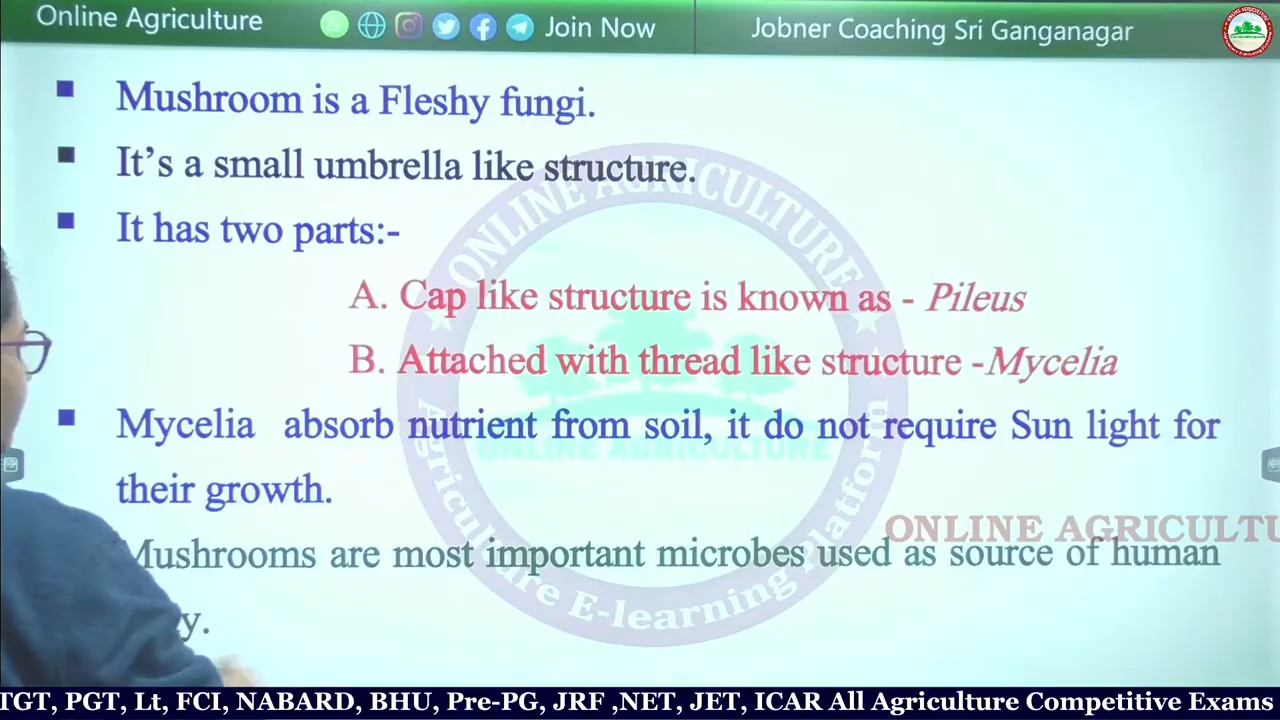 Online Agriculture Join Now Jobner Coaching Sri Ganganagar
Mushroom is a Fleshy fungi.
It's a small umbrella like structure.
It has two parts:-
A. Cap like structure is known as - Pileus
B. Attached with thread like structure -Mycelia
Mycelia absorb nutrient from soil, it do not require Sun light for
their growth.
Mushrooms are most important microbes used as source of human
ONLINE AGRICULTURE
ONLINE AGRICULTURE
Agriculture E-learning Platform
ONLINE AGRICULTU
TGT, PGT, Lt, FCI, NABARD, BHU, Pre-PG, JRF ,NET, JET, ICAR All Agriculture Competitive Exams